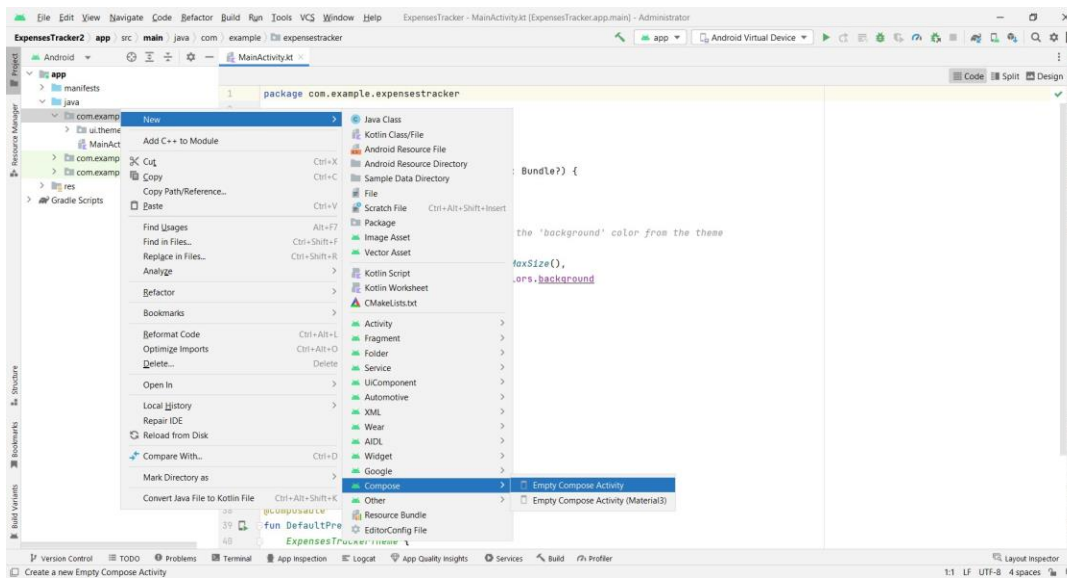 File Edit View Navigate Code Refactor Build Run Tools VCS Window Help ExpensesTracker - MainActivity.kt [ExpensesTracker.app.main] - Administrator
ExpensesTracker2 app src main java com example expensestracker
app Android Virtual Device
Android
MainActivity.kt
Code Split Design
Project
Resource Manager
Structure
Bookmarks
Build Variants
app
manifests
java
com.examp
ui.theme
MainAct
com.examp
com.examp
res
Gradle Scripts
1 package com.example.expensestracker
: Bundle?) {
the 'background' color from the theme
MaxSize(),
ors.background
38 @Composable
39 fun DefaultPre
40 ExpensesTrackerTheme {
New
Add C++ to Module
Cut Ctrl+X
Copy Ctrl+C
Copy Path/Reference...
Paste Ctrl+V
Find Usages Alt+F7
Find in Files... Ctrl+Shift+F
Replace in Files... Ctrl+Shift+R
Analyze
Refactor
Bookmarks
Reformat Code Ctrl+Alt+L
Optimize Imports Ctrl+Alt+O
Delete... Delete
Open In
Local History
Repair IDE
Reload from Disk
Compare With... Ctrl+D
Mark Directory as
Convert Java File to Kotlin File Ctrl+Alt+Shift+K
Java Class
Kotlin Class/File
Android Resource File
Android Resource Directory
Sample Data Directory
File
Scratch File Ctrl+Alt+Shift+Insert
Package
Image Asset
Vector Asset
Kotlin Script
Kotlin Worksheet
CMakeLists.txt
Activity
Fragment
Folder
Service
UiComponent
Automotive
XML
Wear
AIDL
Widget
Google
Compose
Other
Resource Bundle
EditorConfig File
Empty Compose Activity
Empty Compose Activity (Material3)
Version Control TODO Problems Terminal App Inspection Logcat App Quality Insights Services Build Profiler Layout Inspector
Create a new Empty Compose Activity 1:1 LF UTF-8 4 spaces